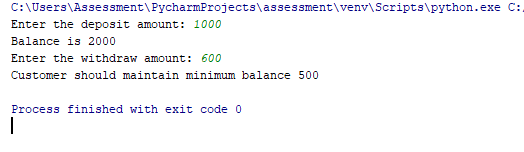 C:\Users\Assessment\PycharmProjects\assessment\venv\Scripts\python.exe C:
Enter the deposit amount: 1000
Balance is 2000
Enter the withdraw amount: 600
Customer should maintain minimum balance 500
Process finished with exit code 0